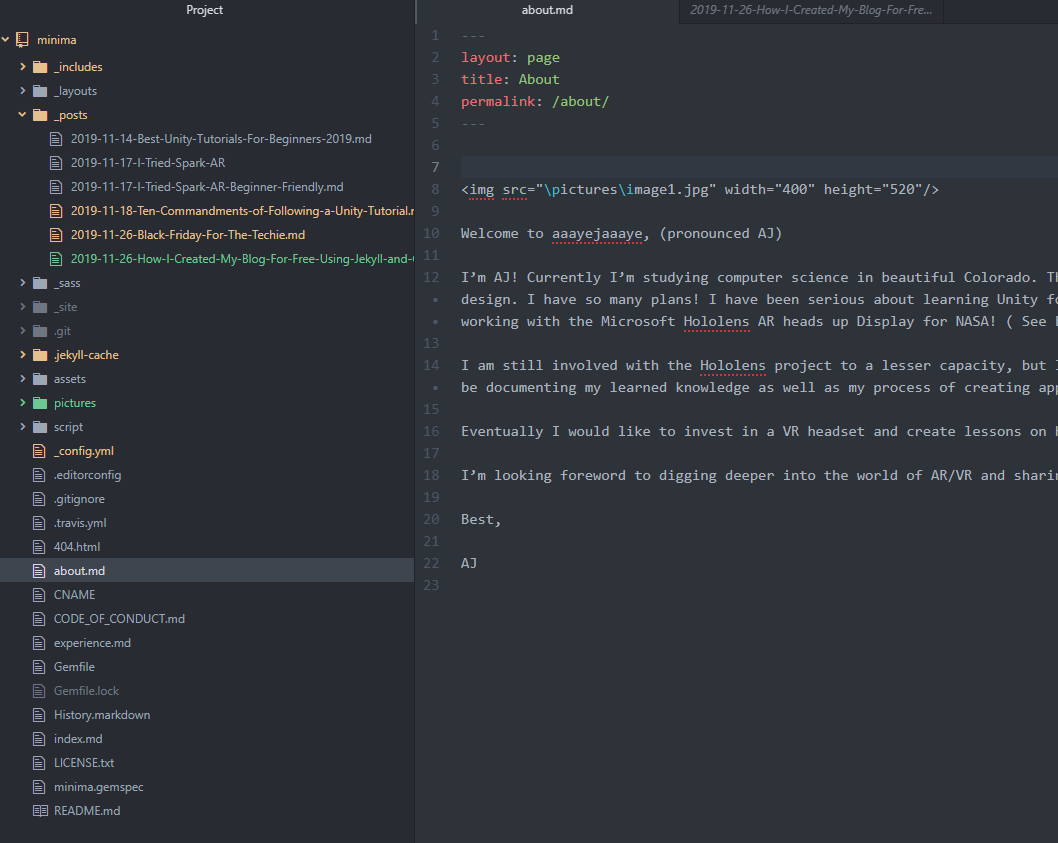 Project
minima
_includes
_layouts
_posts
2019-11-14-Best-Unity-Tutorials-For-Beginners-2019.md
2019-11-17-I-Tried-Spark-AR
2019-11-17-I-Tried-Spark-AR-Beginner-Friendly.md
2019-11-18-Ten-Commandments-of-Following-a-Unity-Tutorial.
2019-11-26-Black-Friday-For-The-Techie.md
2019-11-26-How-I-Created-My-Blog-For-Free-Using-Jekyll-and-
_sass
_site
.git
.jekyll-cache
assets
pictures
script
_config.yml
.editorconfig
.gitignore
.travis.yml
404.html
about.md
CNAME
CODE_OF_CONDUCT.md
experience.md
Gemfile
Gemfile.lock
History.markdown
index.md
LICENSE.txt
minima.gemspec
README.md
about.md
2019-11-26-How-I-Created-My-Blog-For-Fre...
1 ---
2 layout: page
3 title: About
4 permalink: /about/
5 ---
6
7
8 <img src="\pictures\image1.jpg" width="400" height="520"/>
9
10 Welcome to aaayejaaaye, (pronounced AJ)
11
12 I’m AJ! Currently I’m studying computer science in beautiful Colorado.
• design. I have so many plans! I have been serious about learning Unity
• working with the Microsoft Hololens AR heads up Display for NASA! ( See
13
14 I am still involved with the Hololens project to a lesser capacity, but
• be documenting my learned knowledge as well as my process of creating
15
16 Eventually I would like to invest in a VR headset and create lessons on
17
18 I’m looking foreword to digging deeper into the world of AR/VR and
19
20 Best,
21
22 AJ
23